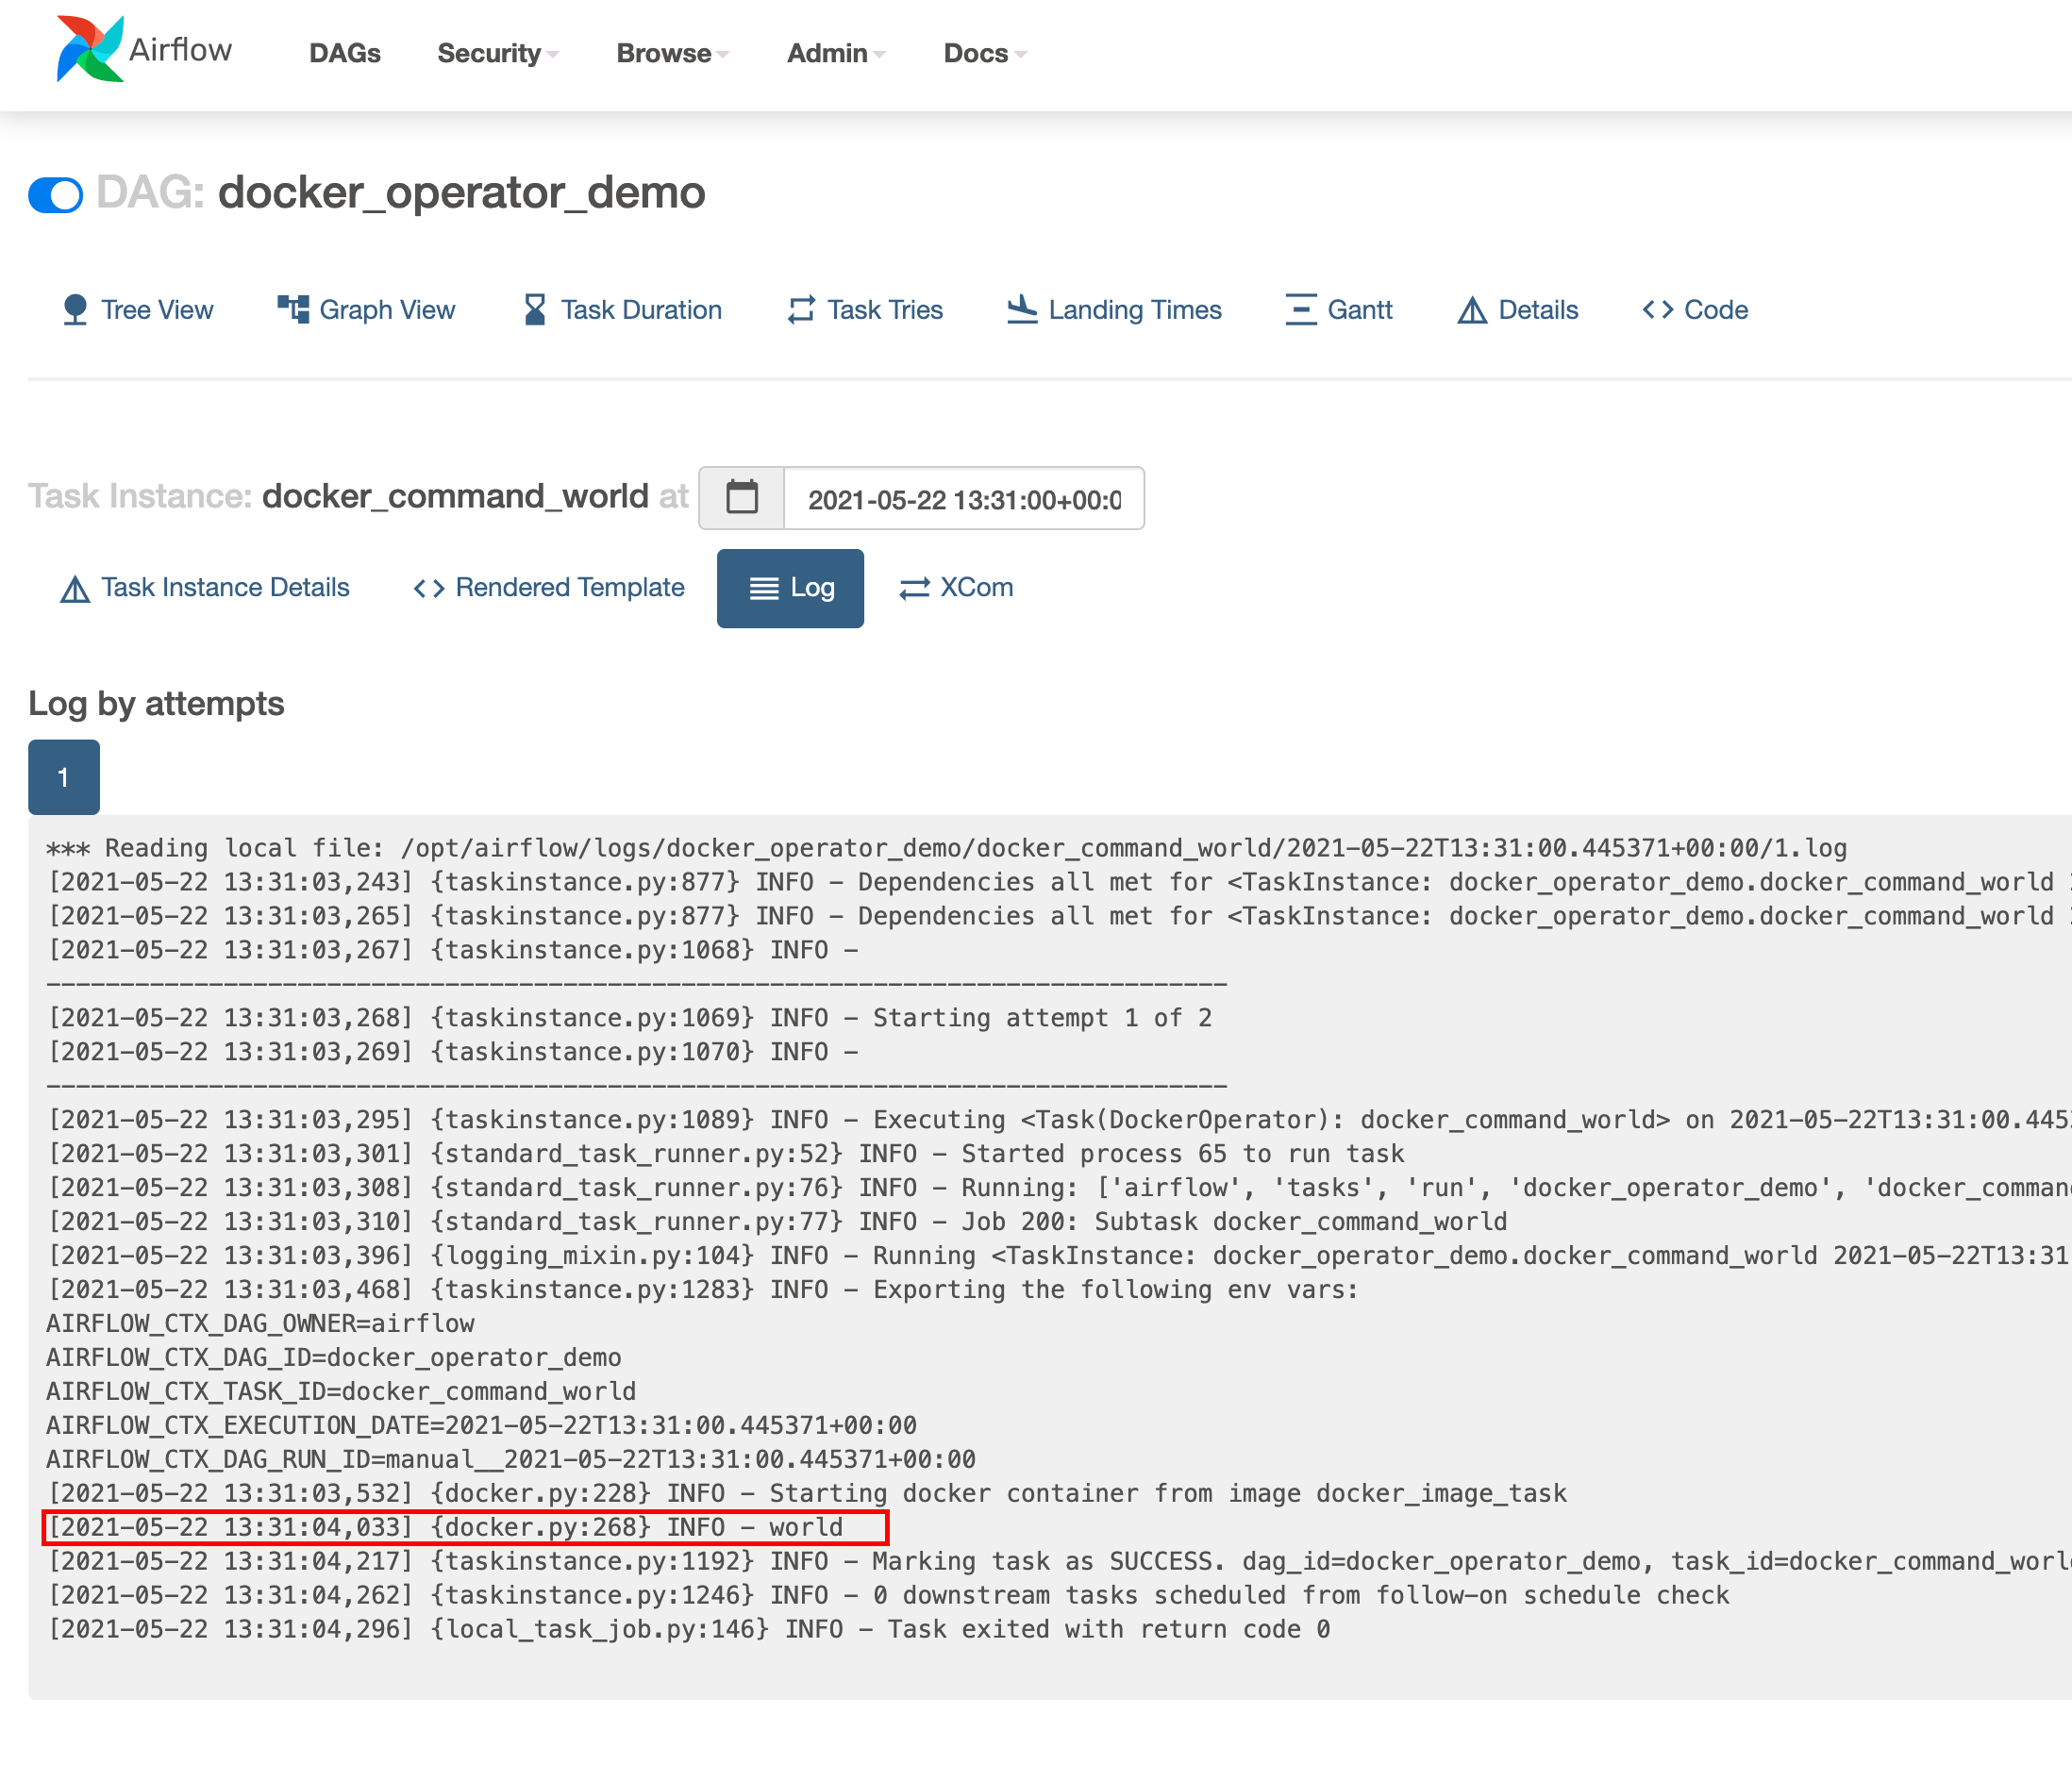 Airflow DAGs Security Browse Admin Docs
DAG: docker_operator_demo
Tree View Graph View Task Duration Task Tries Landing Times Gantt Details Code
Task Instance: docker_command_world at 2021-05-22 13:31:00+00:0
Task Instance Details Rendered Template Log XCom
Log by attempts
1
*** Reading local file: /opt/airflow/logs/docker_operator_demo/docker_command_world/2021-05-22T13:31:00.445371+00:00/1.log
[2021-05-22 13:31:03,243] {taskinstance.py:877} INFO - Dependencies all met for <TaskInstance: docker_operator_demo.docker_command_world
[2021-05-22 13:31:03,265] {taskinstance.py:877} INFO - Dependencies all met for <TaskInstance: docker_operator_demo.docker_command_world
[2021-05-22 13:31:03,267] {taskinstance.py:1068} INFO -
--------------------------------------------------------------------------------
[2021-05-22 13:31:03,268] {taskinstance.py:1069} INFO - Starting attempt 1 of 2
[2021-05-22 13:31:03,269] {taskinstance.py:1070} INFO -
--------------------------------------------------------------------------------
[2021-05-22 13:31:03,295] {taskinstance.py:1089} INFO - Executing <Task(DockerOperator): docker_command_world> on 2021-05-22T13:31:00.445
[2021-05-22 13:31:03,301] {standard_task_runner.py:52} INFO - Started process 65 to run task
[2021-05-22 13:31:03,308] {standard_task_runner.py:76} INFO - Running: ['airflow', 'tasks', 'run', 'docker_operator_demo', 'docker_comman
[2021-05-22 13:31:03,310] {standard_task_runner.py:77} INFO - Job 200: Subtask docker_command_world
[2021-05-22 13:31:03,396] {logging_mixin.py:104} INFO - Running <TaskInstance: docker_operator_demo.docker_command_world 2021-05-22T13:31
[2021-05-22 13:31:03,468] {taskinstance.py:1283} INFO - Exporting the following env vars:
AIRFLOW_CTX_DAG_OWNER=airflow
AIRFLOW_CTX_DAG_ID=docker_operator_demo
AIRFLOW_CTX_TASK_ID=docker_command_world
AIRFLOW_CTX_EXECUTION_DATE=2021-05-22T13:31:00.445371+00:00
AIRFLOW_CTX_DAG_RUN_ID=manual__2021-05-22T13:31:00.445371+00:00
[2021-05-22 13:31:03,532] {docker.py:228} INFO - Starting docker container from image docker_image_task
[2021-05-22 13:31:04,033] {docker.py:268} INFO - world
[2021-05-22 13:31:04,217] {taskinstance.py:1192} INFO - Marking task as SUCCESS. dag_id=docker_operator_demo, task_id=docker_command_worl
[2021-05-22 13:31:04,262] {taskinstance.py:1246} INFO - 0 downstream tasks scheduled from follow-on schedule check
[2021-05-22 13:31:04,296] {local_task_job.py:146} INFO - Task exited with return code 0